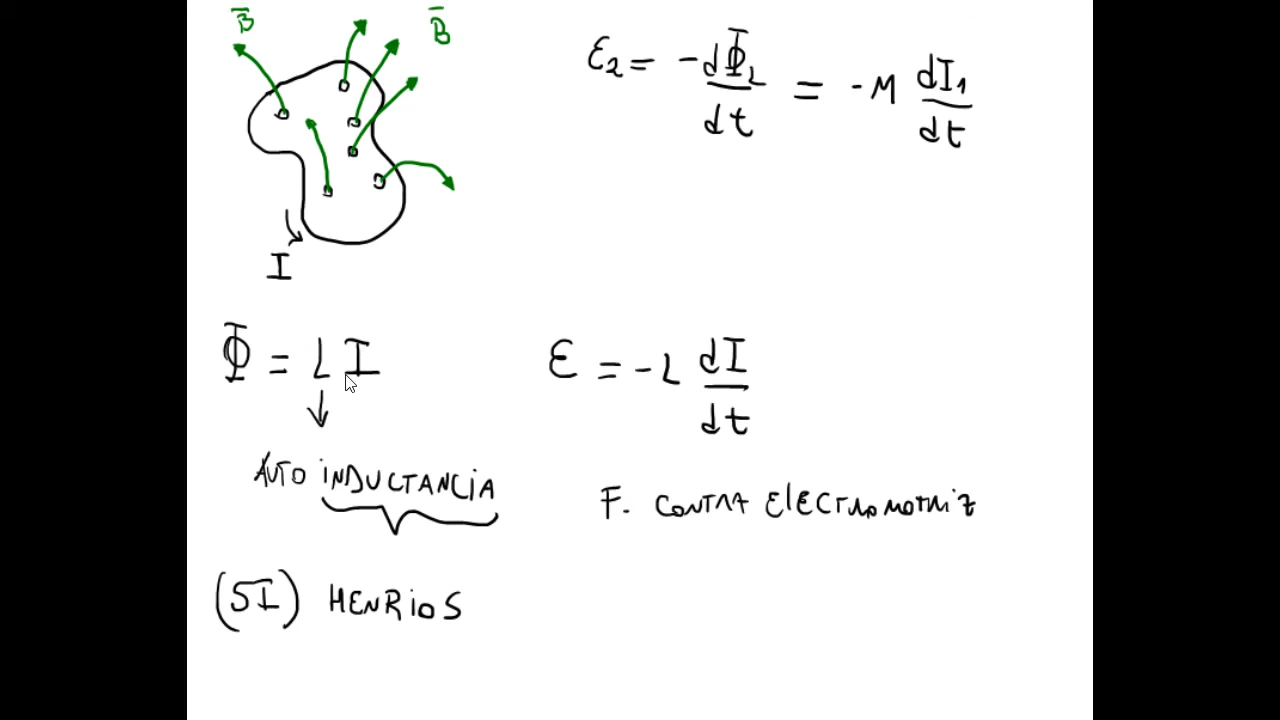 B̄ B̄
ε₂ = -dΦ₂/dt = -M dI₁/dt
I
Φ = L I
ε = -L dI/dt
AUTO INDUCTANCIA
F. CONTRA ElECTROMOTRIZ
(SI) HENRiOS